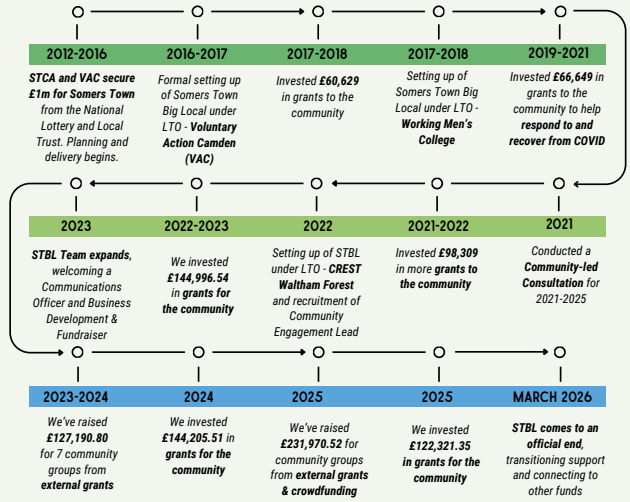 2012-2016
STCA and VAC secure
£1m for Somers Town
from the National
Lottery and Local
Trust. Planning and
delivery begins.
2016-2017
Formal setting up
of Somers Town
Big Local under
LTO - Voluntary
Action Camden
(VAC)
2017-2018
Invested £60,629
in grants to the
community
2017-2018
Setting up of
Somers Town Big
Local under LTO -
Working Men's
College
2019-2021
Invested £66,649 in
grants to the
community to help
respond to and
recover from COVID
2021
Conducted a
Community-led
Consultation for
2021-2025
2021-2022
Invested £98,309
in more grants to
the community
2022
Setting up of STBL
under LTO - CREST
Waltham Forest
and recruitment of
Community
Engagement Lead
2022-2023
We invested
£144,996.54
in grants for
the community
2023
STBL Team expands,
welcoming a
Communications
Officer and Business
Development &
Fundraiser
2023-2024
We've raised
£127,190.80
for 7 community
groups from
external grants
2024
We invested
£144,205.51 in
grants for the
community
2025
We've raised
£231,970.52 for
community groups
from external grants
& crowdfunding
2025
We invested
£122,321.35
in grants for the
community
MARCH 2026
STBL comes to an
official end,
transitioning support
and connecting to
other funds